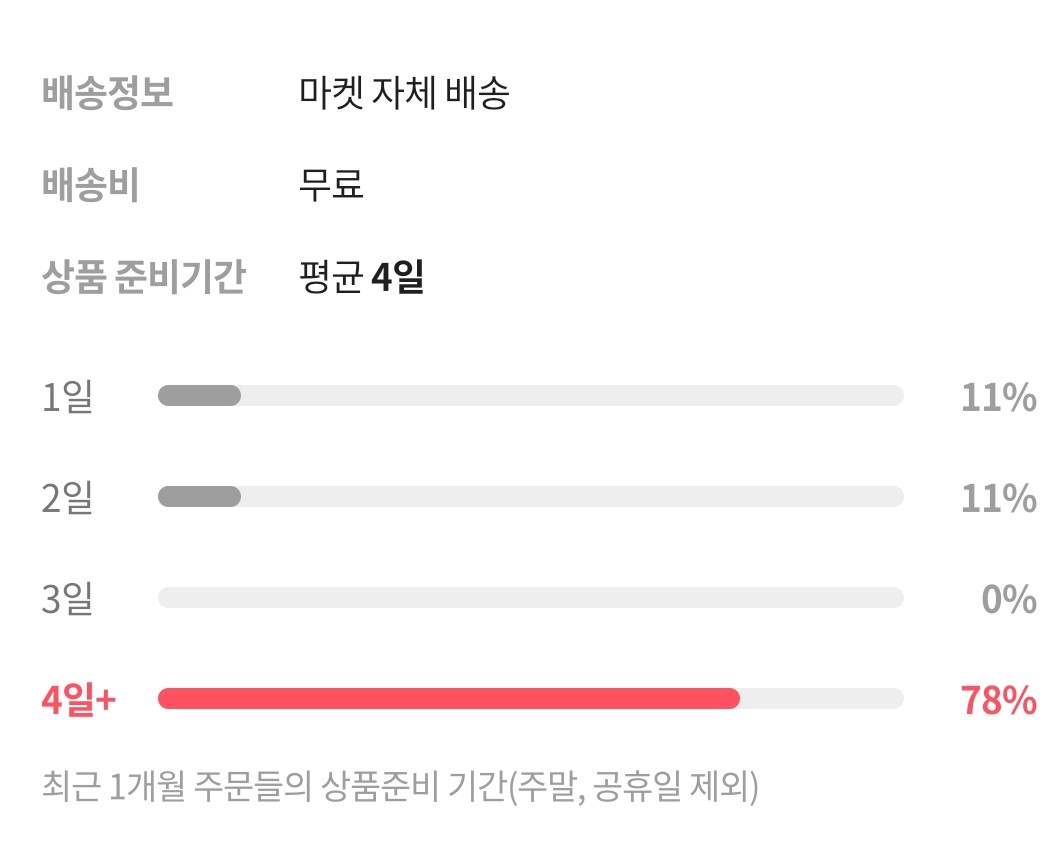 배송정보 마켓 자체 배송
배송비 무료
상품 준비기간 평균 4일
1일 11%
2일 11%
3일 0%
4일+ 78%
최근 1개월 주문들의 상품준비 기간(주말, 공휴일 제외)